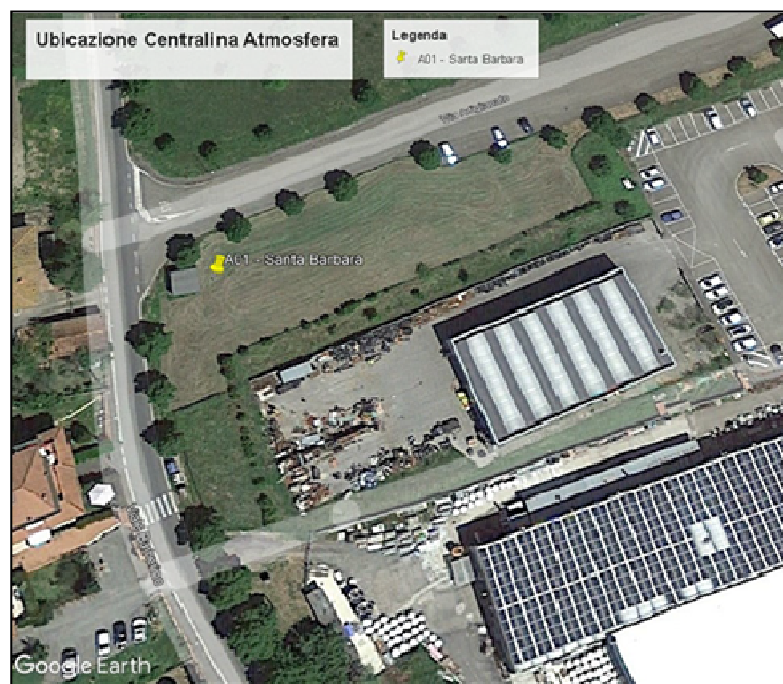 Ubicazione Centralina Atmosfera
Legenda
A01 - Santa Barbara
A01 - Santa Barbara
Google Earth